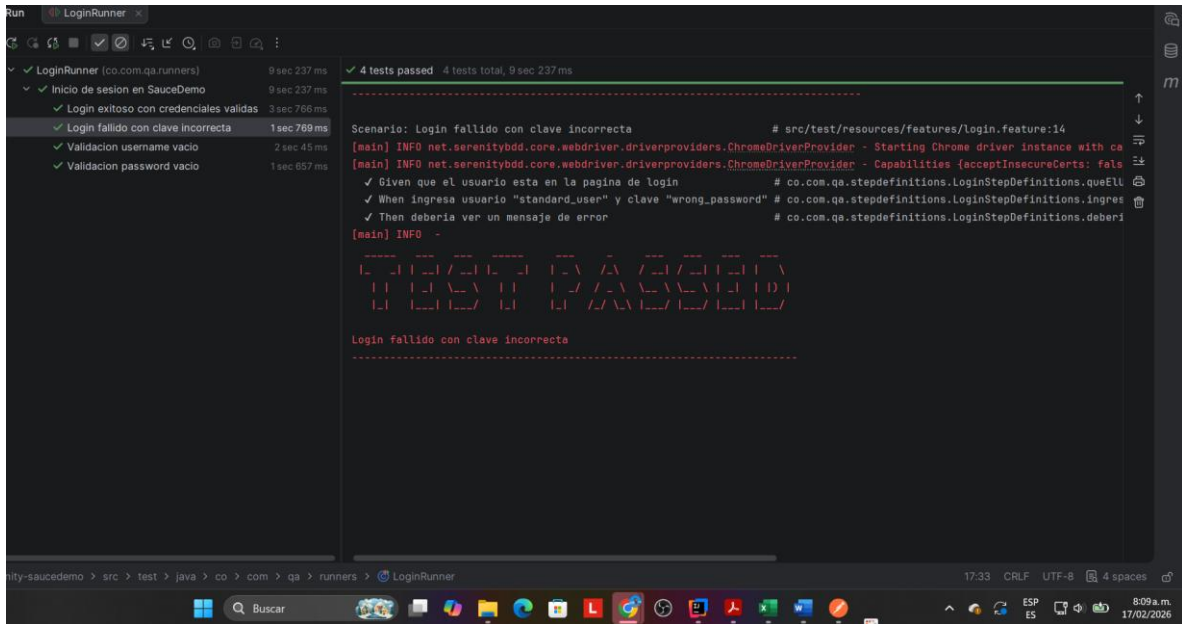 Run LoginRunner
LoginRunner (co.com.qa.runners) 9 sec 237 ms
Inicio de sesion en SauceDemo 9 sec 237 ms
Login exitoso con credenciales validas 3 sec 766 ms
Login fallido con clave incorrecta 1 sec 769 ms
Validacion username vacio 2 sec 45 ms
Validacion password vacio 1 sec 657 ms
4 tests passed 4 tests total, 9 sec 237 ms
Scenario: Login fallido con clave incorrecta # src/test/resources/features/login.feature:14
[main] INFO net.serenitybdd.core.webdriver.driverproviders.ChromeDriverProvider - Starting Chrome driver instance with ca
[main] INFO net.serenitybdd.core.webdriver.driverproviders.ChromeDriverProvider - Capabilities {acceptInsecureCerts: fals
✓ Given que el usuario esta en la pagina de login # co.com.qa.stepdefinitions.LoginStepDefinitions.queElU
✓ When ingresa usuario "standard_user" y clave "wrong_password" # co.com.qa.stepdefinitions.LoginStepDefinitions.ingres
✓ Then deberia ver un mensaje de error # co.com.qa.stepdefinitions.LoginStepDefinitions.deberi
[main] INFO -
TEST PASSED
Login fallido con clave incorrecta
nity-saucedemo > src > test > java > co > com > qa > runners > LoginRunner
17:33 CRLF UTF-8 4 spaces
Buscar
ESP
ES
8:09 a.m.
17/02/2026